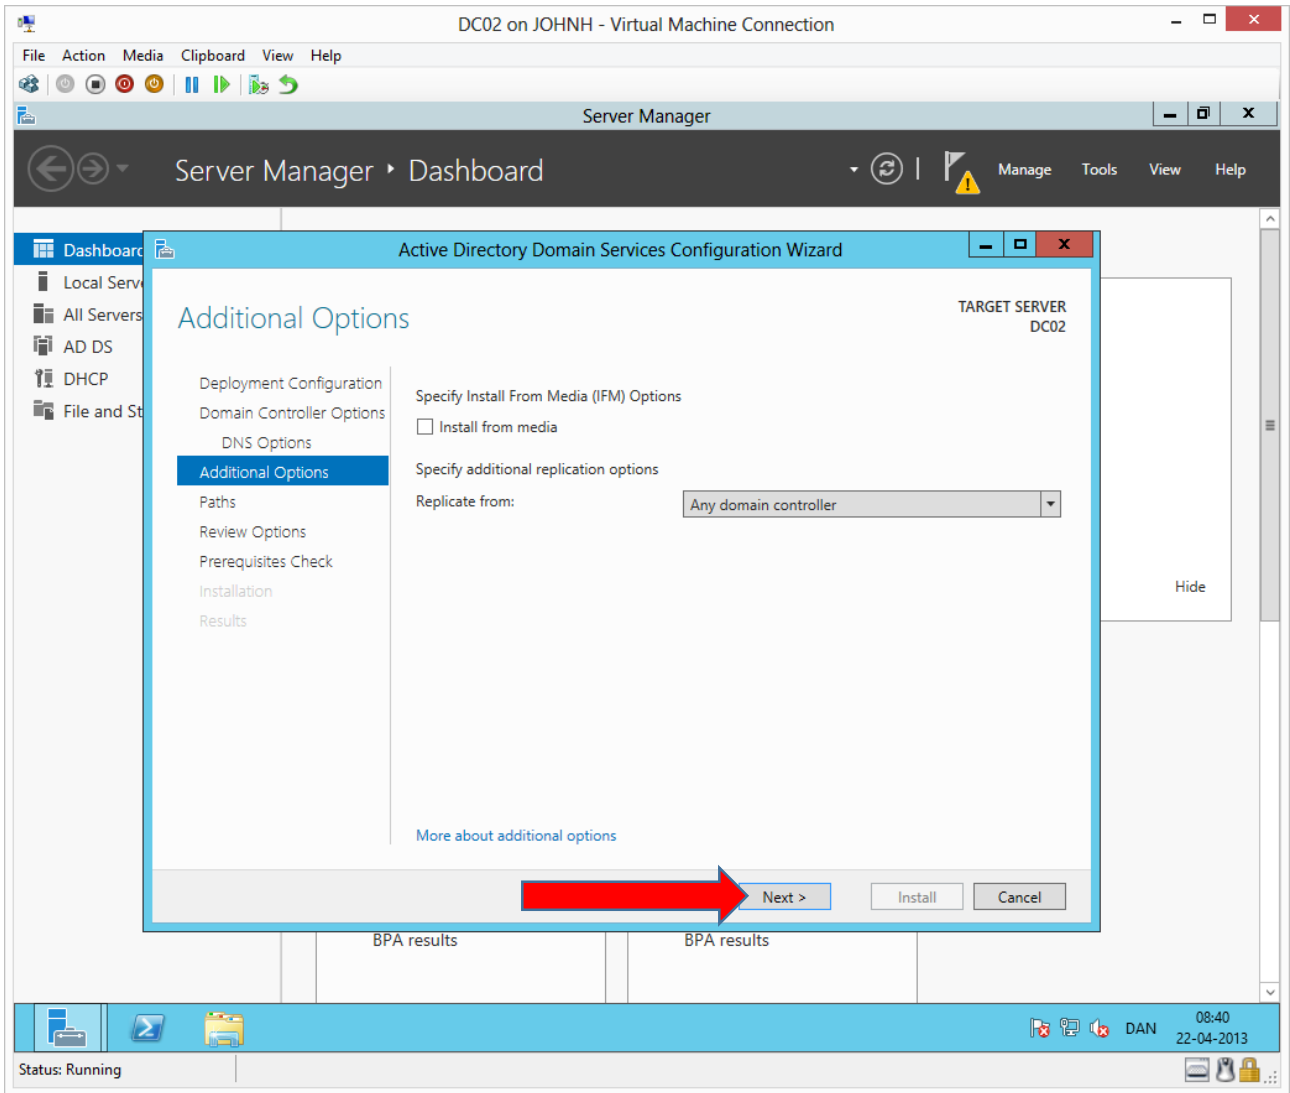 DC02 on JOHNH - Virtual Machine Connection
File Action Media Clipboard View Help
Server Manager
Server Manager Dashboard
Manage Tools View Help
Dashboard
Local Serv
All Servers
AD DS
DHCP
File and St
Active Directory Domain Services Configuration Wizard
Additional Options
TARGET SERVER
DC02
Deployment Configuration
Domain Controller Options
DNS Options
Additional Options
Paths
Review Options
Prerequisites Check
Installation
Results
Specify Install From Media (IFM) Options
Install from media
Specify additional replication options
Replicate from: Any domain controller
More about additional options
Hide
Next > Install Cancel
BPA results BPA results
DAN
08:40
22-04-2013
Status: Running